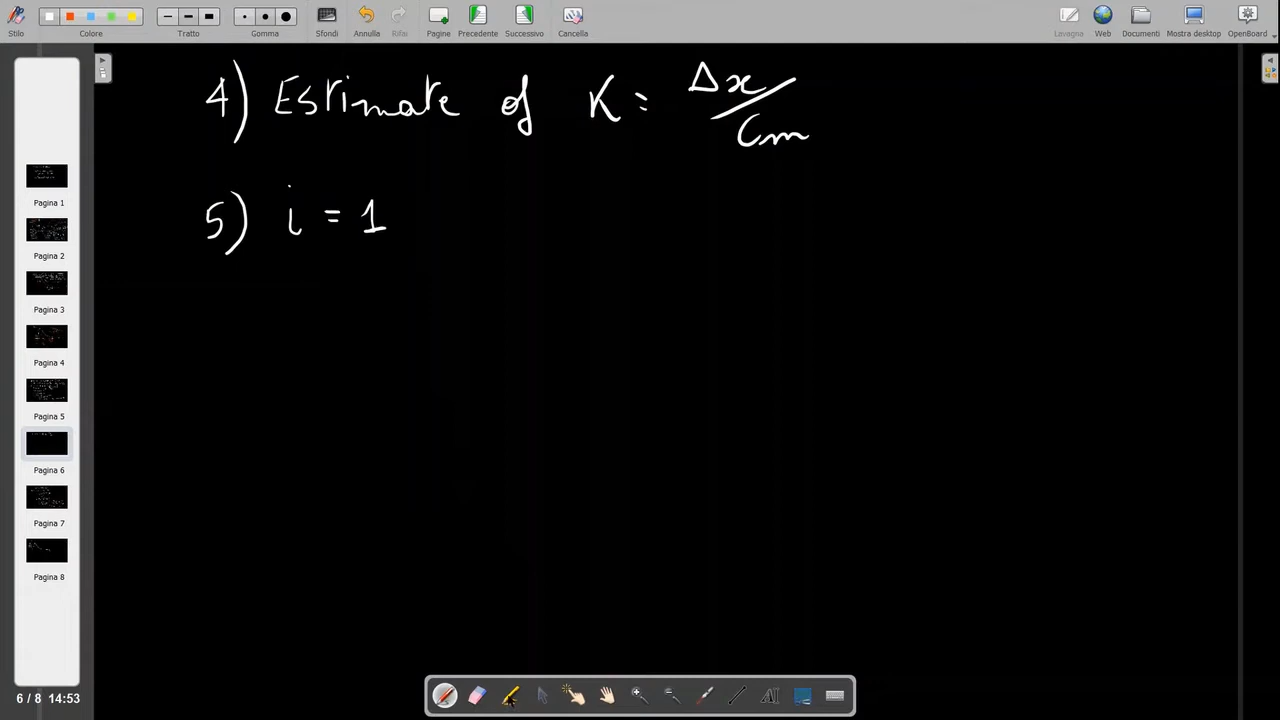 Stilo
Colore
Tratto
Gomma
Sfondi
Annulla
Rifai
Pagine
Precedente
Successivo
Cancella
Lavagna
Web
Documenti
Mostra desktop
OpenBoard
4) Estimate of K = Δx/Cm
5) i = 1
Pagina 1
Pagina 2
Pagina 3
Pagina 4
Pagina 5
Pagina 6
Pagina 7
Pagina 8
6 / 8 14:53
AI